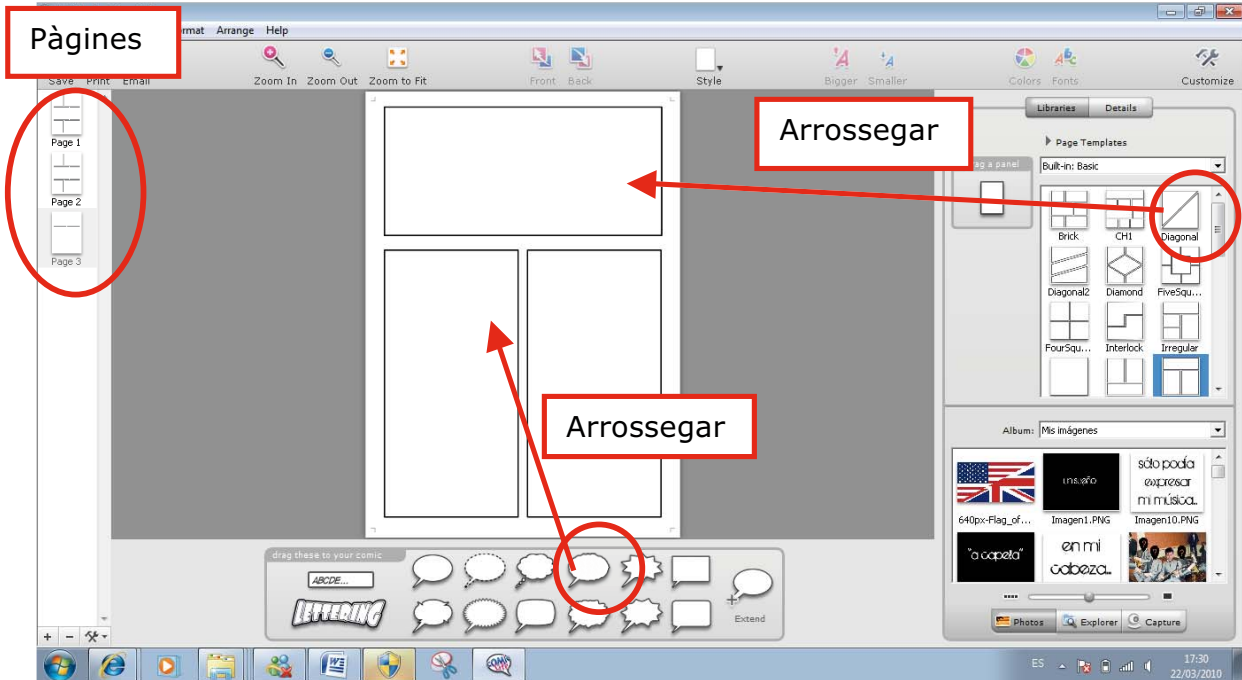 Pàgines
rmat Arrange Help
Save Print Email Zoom In Zoom Out Zoom to Fit Front Back Style Bigger Smaller Colors Fonts Customize
Page 1
Page 2
Page 3
Arrossegar
Arrossegar
Libraries Details
Page Templates
ag a panel
Built-in: Basic
Brick CH1 Diagonal
Diagonal2 Diamond FiveSqu...
FourSqu... Interlock Irregular
Album: Mis imágenes
640px-Flag_of... Imagen1.PNG Imagen10.PNG
sólo podía
expresar
mi música.
"a capella"
en mi
cabeza..
Photos Explorer Capture
drag these to your comic
ABCDE...
LETTERING
Extend
ES
17:30
22/03/2010